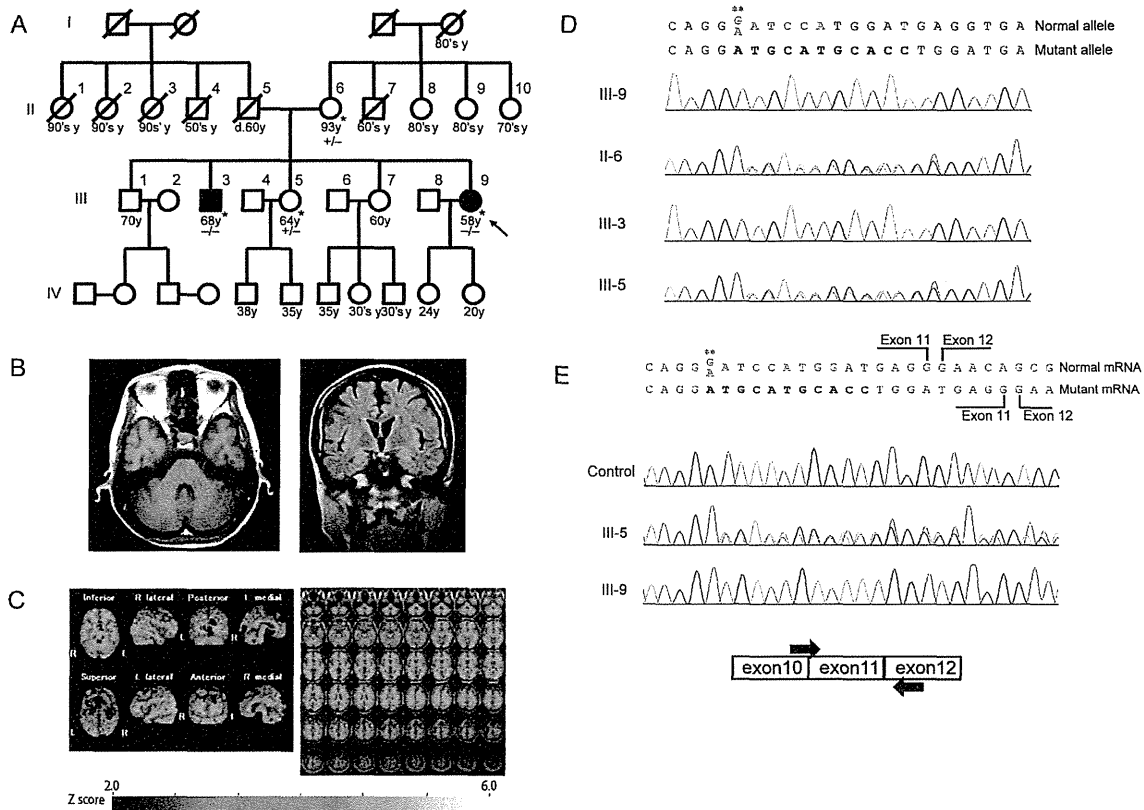 A
I
80's y
II
1 2 3 4 5 6 7 8 9 10
90's y 90's y 90s' y 50's y d.60y 93y* 60's y 80's y 80's y 70's y
+/−
III
1 2 3 4 5 6 7 8 9
70y 68y* 64y* 60y 58y*
−/− +/− −/−
IV
38y 35y 35y 30's y 30's y 24y 20y
B
C
Inferior R lateral Posterior L medial
R L L R
Superior L lateral Anterior R medial
L R R L
2.0 6.0
Z score
D
**
C A G G G/A A T C C A T G G A T G A G G T G A Normal allele
C A G G A T G C A T G C A C C T G G A T G A Mutant allele
III-9
II-6
III-3
III-5
E
Exon 11 Exon 12
**
C A G G G/A A T C C A T G G A T G A G G G A A C A G C G Normal mRNA
C A G G A T G C A T G C A C C T G G A T G A G G G A A Mutant mRNA
Exon 11 Exon 12
Control
III-5
III-9
exon10 exon11 exon12